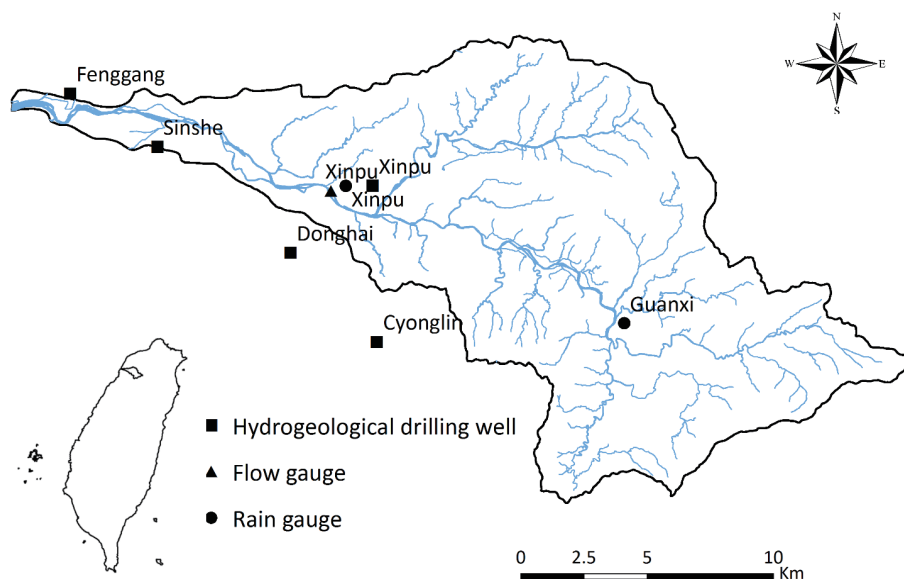 N
W
E
S
Fenggang
Sinshe
Xinpu
Xinpu
Xinpu
Donghai
Guanxi
Cyonglin
Hydrogeological drilling well
Flow gauge
Rain gauge
0 2.5 5 10
Km